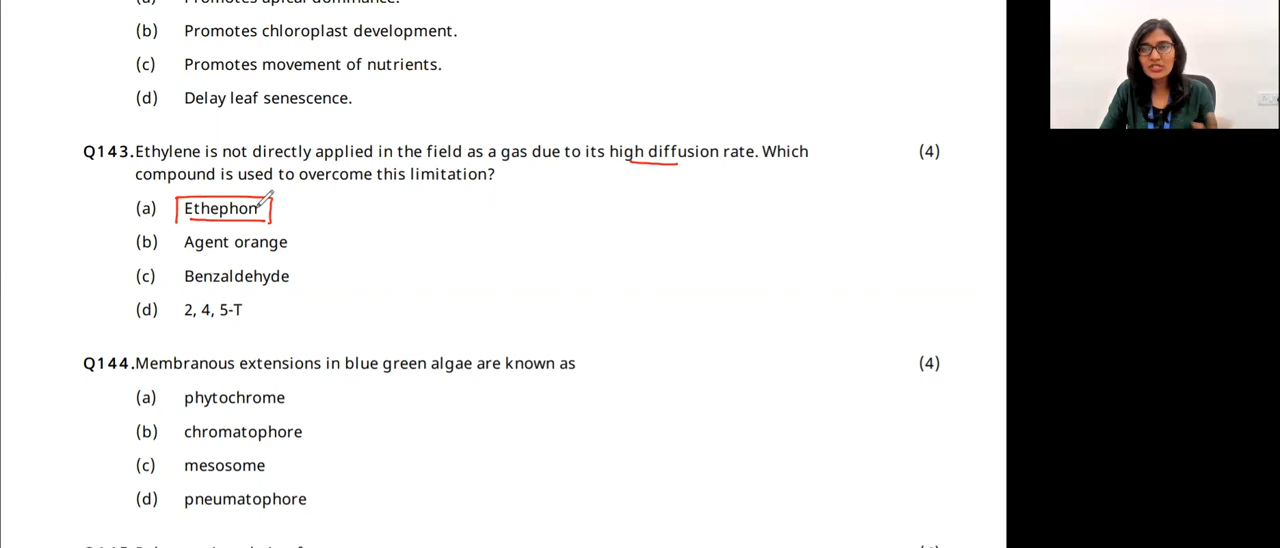 (a) Promotes apical dominance.
(b) Promotes chloroplast development.
(c) Promotes movement of nutrients.
(d) Delay leaf senescence.
Q143.Ethylene is not directly applied in the field as a gas due to its high diffusion rate. Which (4)
compound is used to overcome this limitation?
(a) Ethephon
(b) Agent orange
(c) Benzaldehyde
(d) 2, 4, 5-T
Q144.Membranous extensions in blue green algae are known as (4)
(a) phytochrome
(b) chromatophore
(c) mesosome
(d) pneumatophore